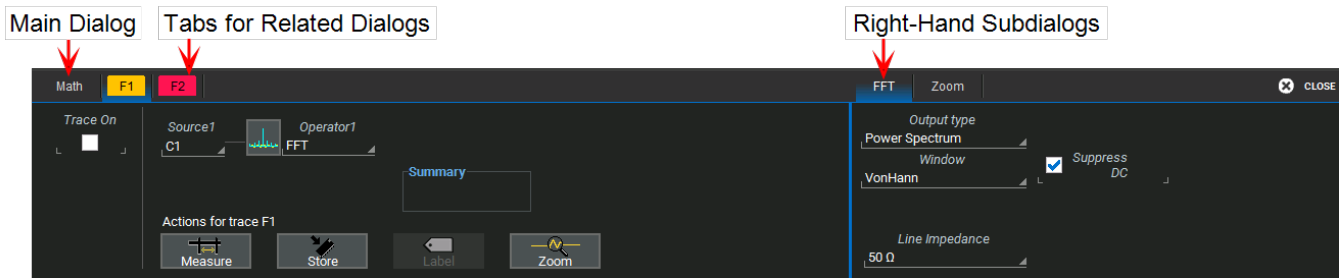 Main Dialog
Tabs for Related Dialogs
Right-Hand Subdialogs
Math
F1
F2
FFT
Zoom
CLOSE
Trace On
Source1
C1
Operator1
FFT
Summary
Actions for trace F1
Measure
Store
Label
Zoom
Output type
Power Spectrum
Window
VonHann
Suppress
DC
Line Impedance
50 Ω